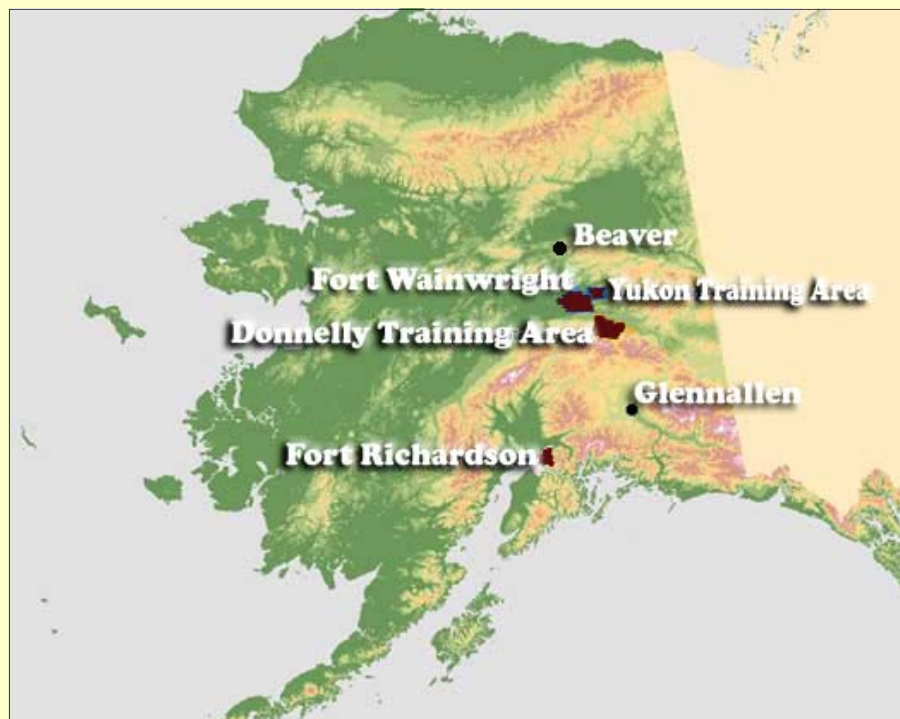 Beaver
Fort Wainwright
Yukon Training Area
Donnelly Training Area
Glennallen
Fort Richardson